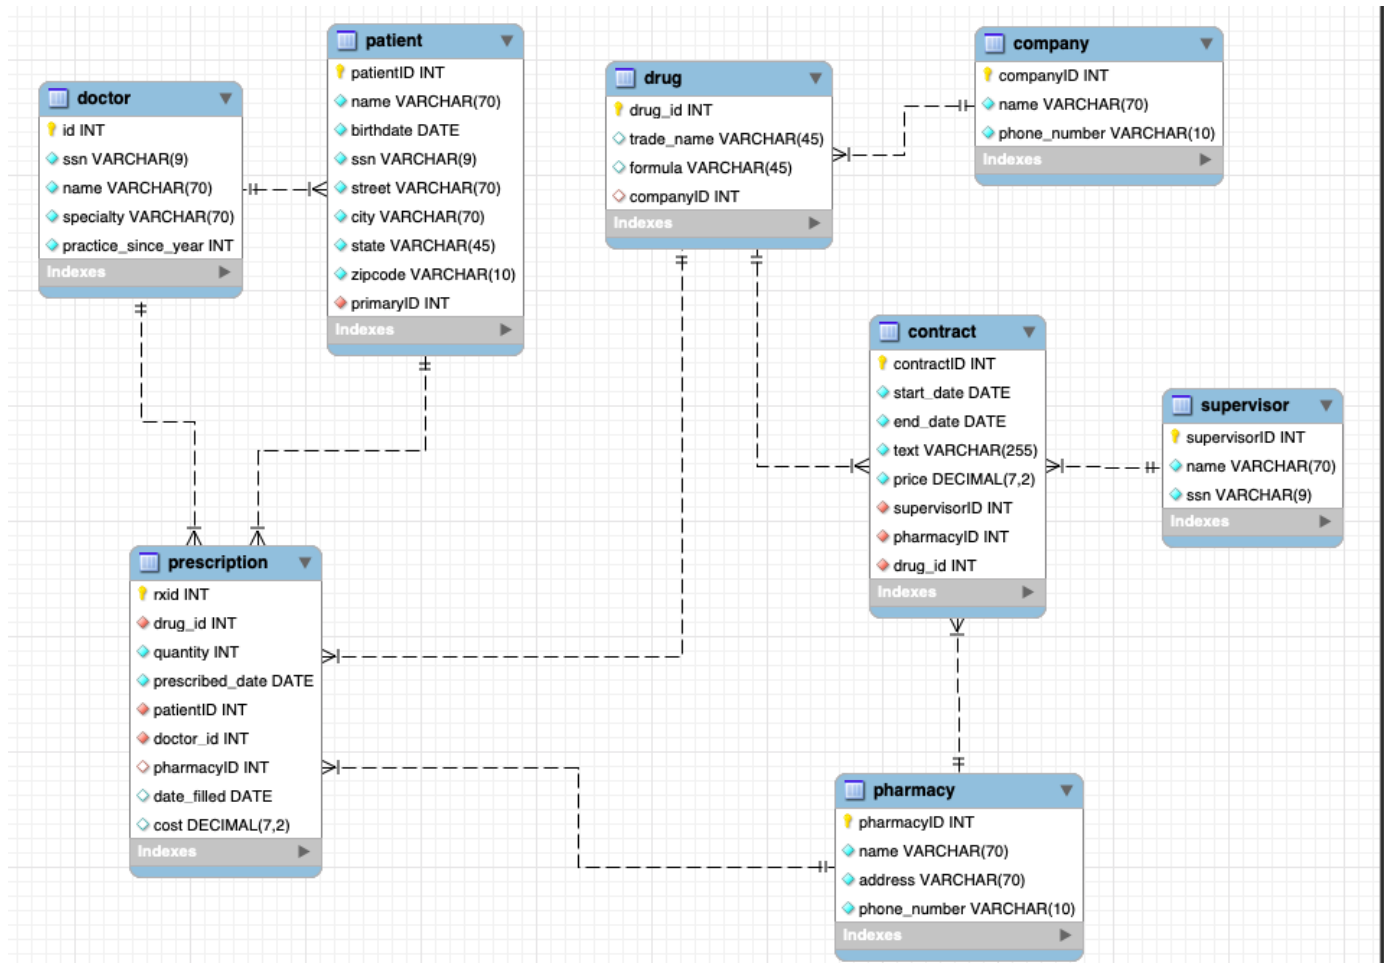 doctor
id INT
ssn VARCHAR(9)
name VARCHAR(70)
specialty VARCHAR(70)
practice_since_year INT
Indexes
patient
patientID INT
name VARCHAR(70)
birthdate DATE
ssn VARCHAR(9)
street VARCHAR(70)
city VARCHAR(70)
state VARCHAR(45)
zipcode VARCHAR(10)
primaryID INT
Indexes
drug
drug_id INT
trade_name VARCHAR(45)
formula VARCHAR(45)
companyID INT
Indexes
company
companyID INT
name VARCHAR(70)
phone_number VARCHAR(10)
Indexes
contract
contractID INT
start_date DATE
end_date DATE
text VARCHAR(255)
price DECIMAL(7,2)
supervisorID INT
pharmacyID INT
drug_id INT
Indexes
supervisor
supervisorID INT
name VARCHAR(70)
ssn VARCHAR(9)
Indexes
prescription
rxid INT
drug_id INT
quantity INT
prescribed_date DATE
patientID INT
doctor_id INT
pharmacyID INT
date_filled DATE
cost DECIMAL(7,2)
Indexes
pharmacy
pharmacyID INT
name VARCHAR(70)
address VARCHAR(70)
phone_number VARCHAR(10)
Indexes